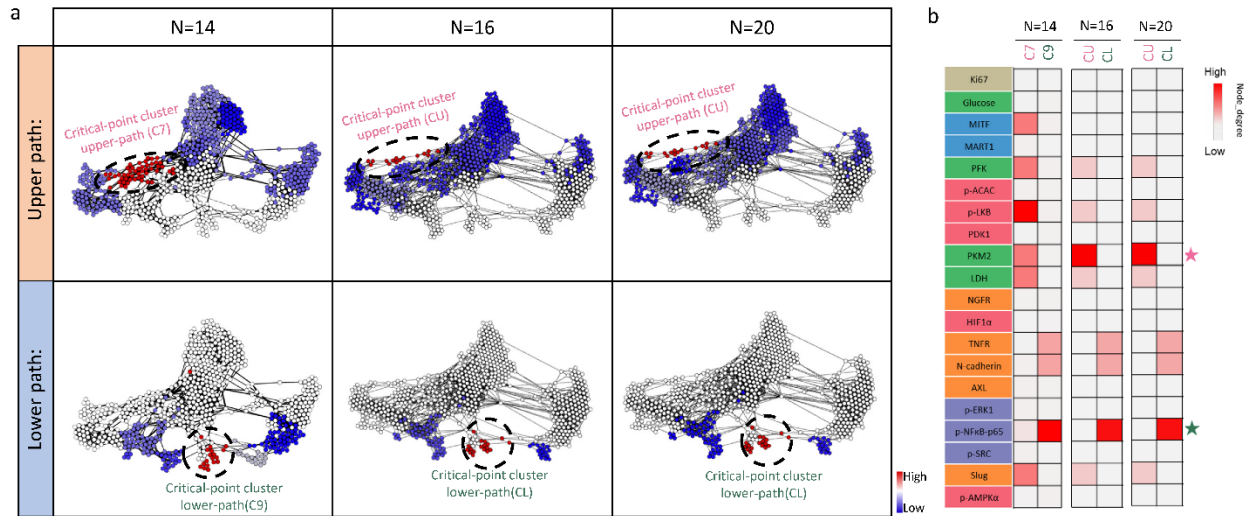 a
N=14
N=16
N=20
Upper path:
Critical-point cluster
upper-path (C7)
Critical-point cluster
upper-path (CU)
Critical-point cluster
upper-path (CU)
Lower path:
Critical-point cluster
lower-path(C9)
Critical-point cluster
lower-path(CL)
Critical-point cluster
lower-path(CL)
High
Low
b
N=14
N=16
N=20
C7
C9
CU
CL
CU
CL
High
Low
Node_degree
Ki67
Glucose
MITF
MART1
PFK
p-ACAC
p-LKB
PDK1
PKM2
LDH
NGFR
HIF1α
TNFR
N-cadherin
AXL
p-ERK1
p-NFκB-p65
p-SRC
Slug
p-AMPKα